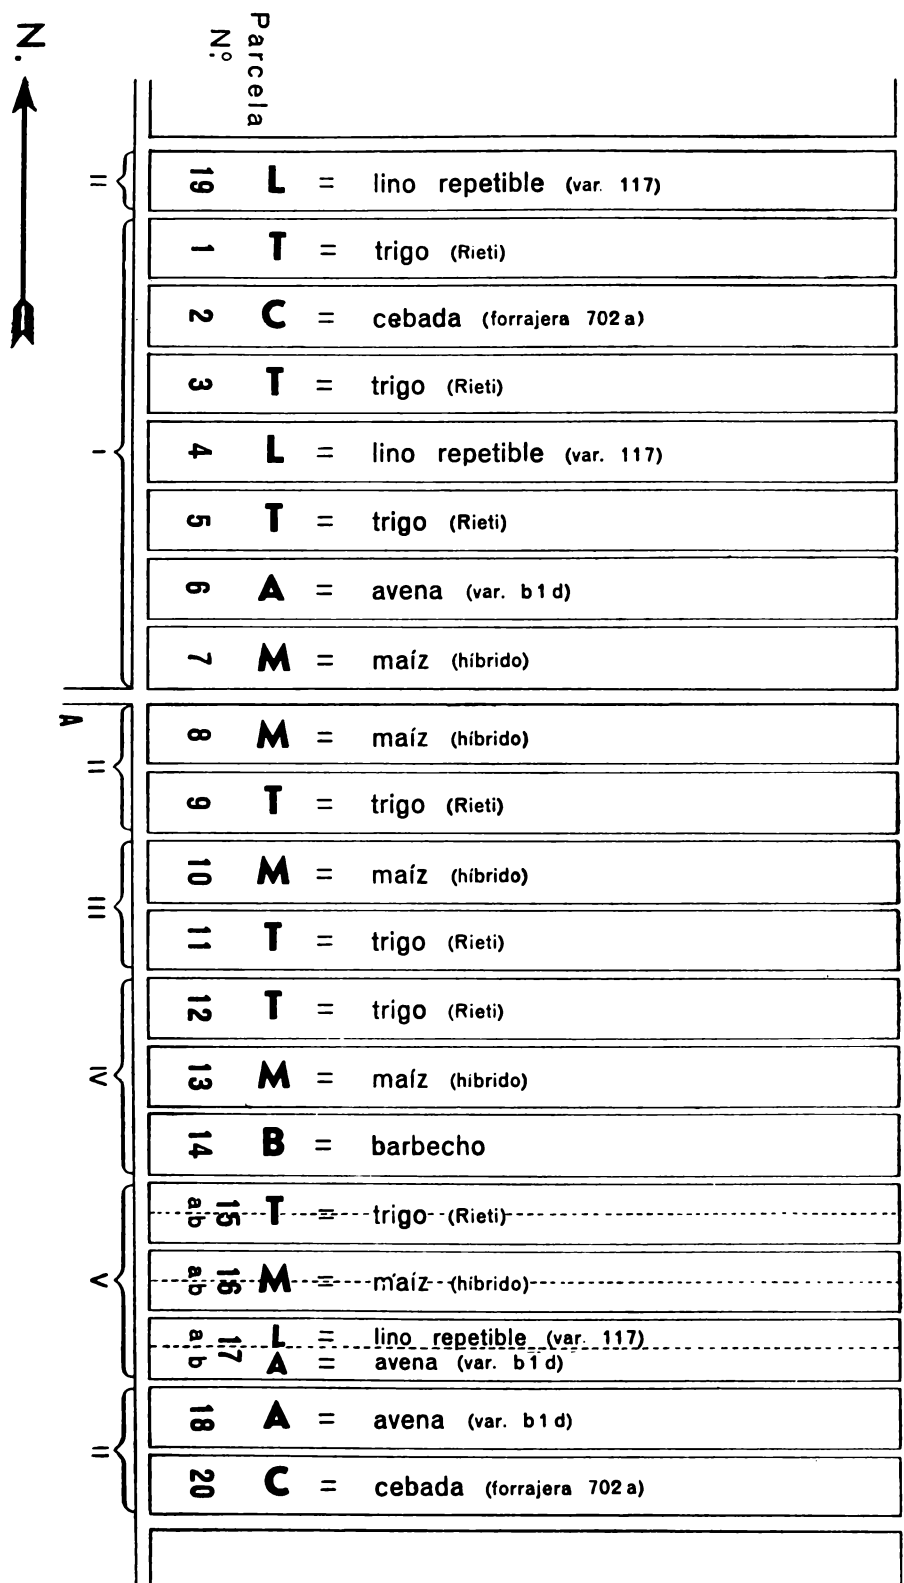 N.
Parcela
N.º
II 19 L = lino repetible (var. 117)
1 T = trigo (Rieti)
2 C = cebada (forrajera 702 a)
3 T = trigo (Rieti)
I 4 L = lino repetible (var. 117)
5 T = trigo (Rieti)
6 A = avena (var. b 1 d)
7 M = maíz (híbrido)
A
II 8 M = maíz (híbrido)
9 T = trigo (Rieti)
III 10 M = maíz (híbrido)
11 T = trigo (Rieti)
12 T = trigo (Rieti)
IV 13 M = maíz (híbrido)
14 B = barbecho
a b 15 T = trigo (Rieti)
V a b 16 M = maíz (híbrido)
a 17 L = lino repetible (var. 117)
b A = avena (var. b 1 d)
II 18 A = avena (var. b 1 d)
20 C = cebada (forrajera 702 a)